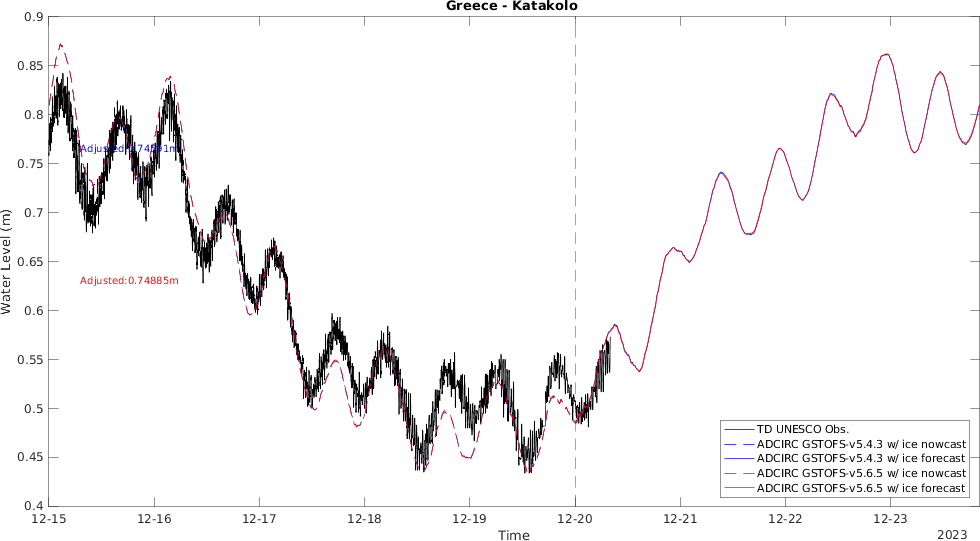 Greece - Katakolo
0.9
0.85
0.8
0.75
0.7
0.65
0.6
0.55
0.5
0.45
0.4
Water Level (m)
Adjusted:0.74885m
TD UNESCO Obs.
ADCIRC GSTOFS-v5.4.3 w/ ice nowcast
ADCIRC GSTOFS-v5.4.3 w/ ice forecast
ADCIRC GSTOFS-v5.6.5 w/ ice nowcast
ADCIRC GSTOFS-v5.6.5 w/ ice forecast
12-15 12-16 12-17 12-18 12-19 12-20 12-21 12-22 12-23
Time
2023